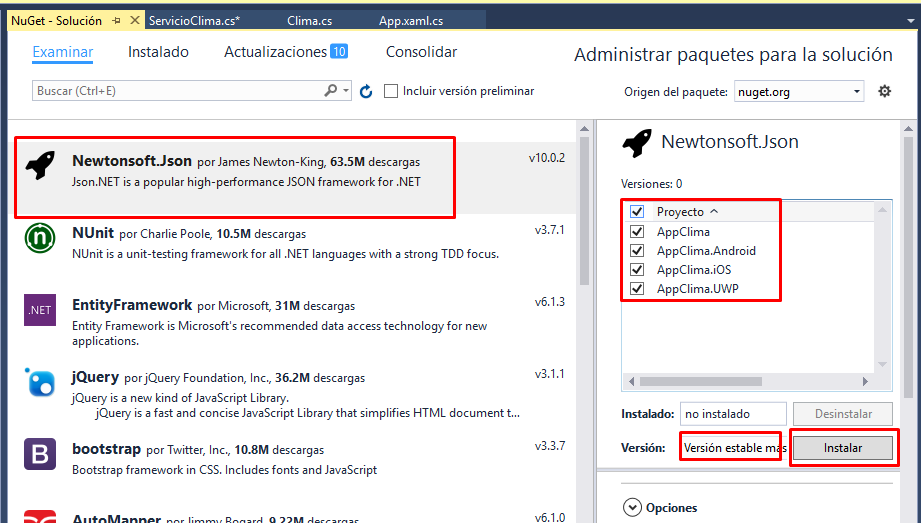 NuGet - Solución
ServicioClima.cs*
Clima.cs
App.xaml.cs
Examinar
Instalado
Actualizaciones 10
Consolidar
Administrar paquetes para la solución
Buscar (Ctrl+E)
Incluir versión preliminar
Origen del paquete: nuget.org
Newtonsoft.Json por James Newton-King, 63.5M descargas
v10.0.2
Json.NET is a popular high-performance JSON framework for .NET
NUnit por Charlie Poole, 10.5M descargas
v3.7.1
NUnit is a unit-testing framework for all .NET languages with a strong TDD focus.
.NET
EntityFramework por Microsoft, 31M descargas
v6.1.3
Entity Framework is Microsoft's recommended data access technology for new
applications.
jQuery por jQuery Foundation, Inc., 36.2M descargas
v3.1.1
jQuery is a new kind of JavaScript Library.
jQuery is a fast and concise JavaScript Library that simplifies HTML document t...
B
bootstrap por Twitter, Inc., 10.8M descargas
v3.3.7
Bootstrap framework in CSS. Includes fonts and JavaScript
AutoMapper por Jimmy Bogard, 9.22M descargas
v6.1.0
Newtonsoft.Json
Versiones: 0
Proyecto
AppClima
AppClima.Android
AppClima.iOS
AppClima.UWP
Instalado: no instalado
Desinstalar
Versión: Versión estable más
Instalar
Opciones